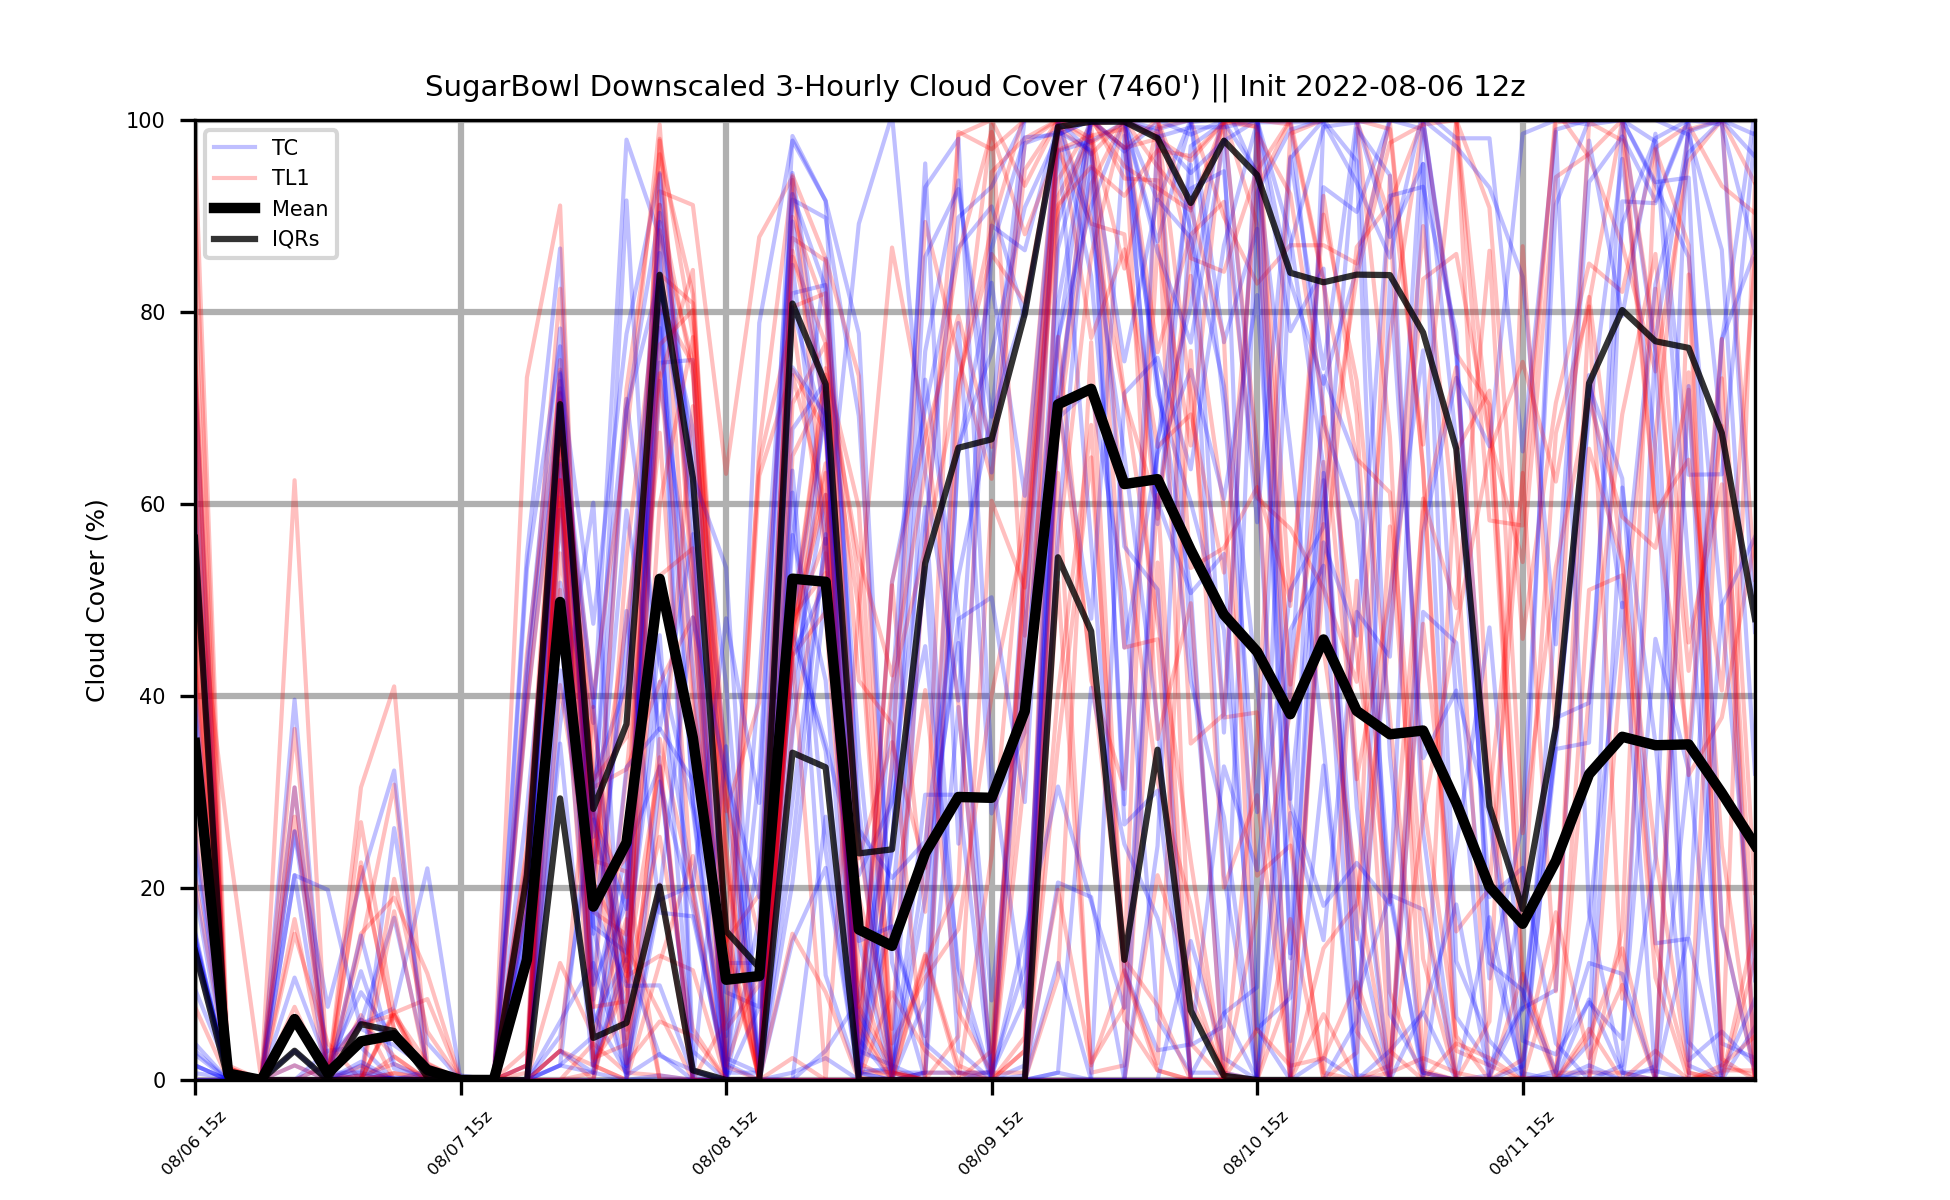 SugarBowl Downscaled 3-Hourly Cloud Cover (7460') || Init 2022-08-06 12z
100
80
60
40
20
0
Cloud Cover (%)
TC
TL1
Mean
IQRs
08/06 15z
08/07 15z
08/08 15z
08/09 15z
08/10 15z
08/11 15z